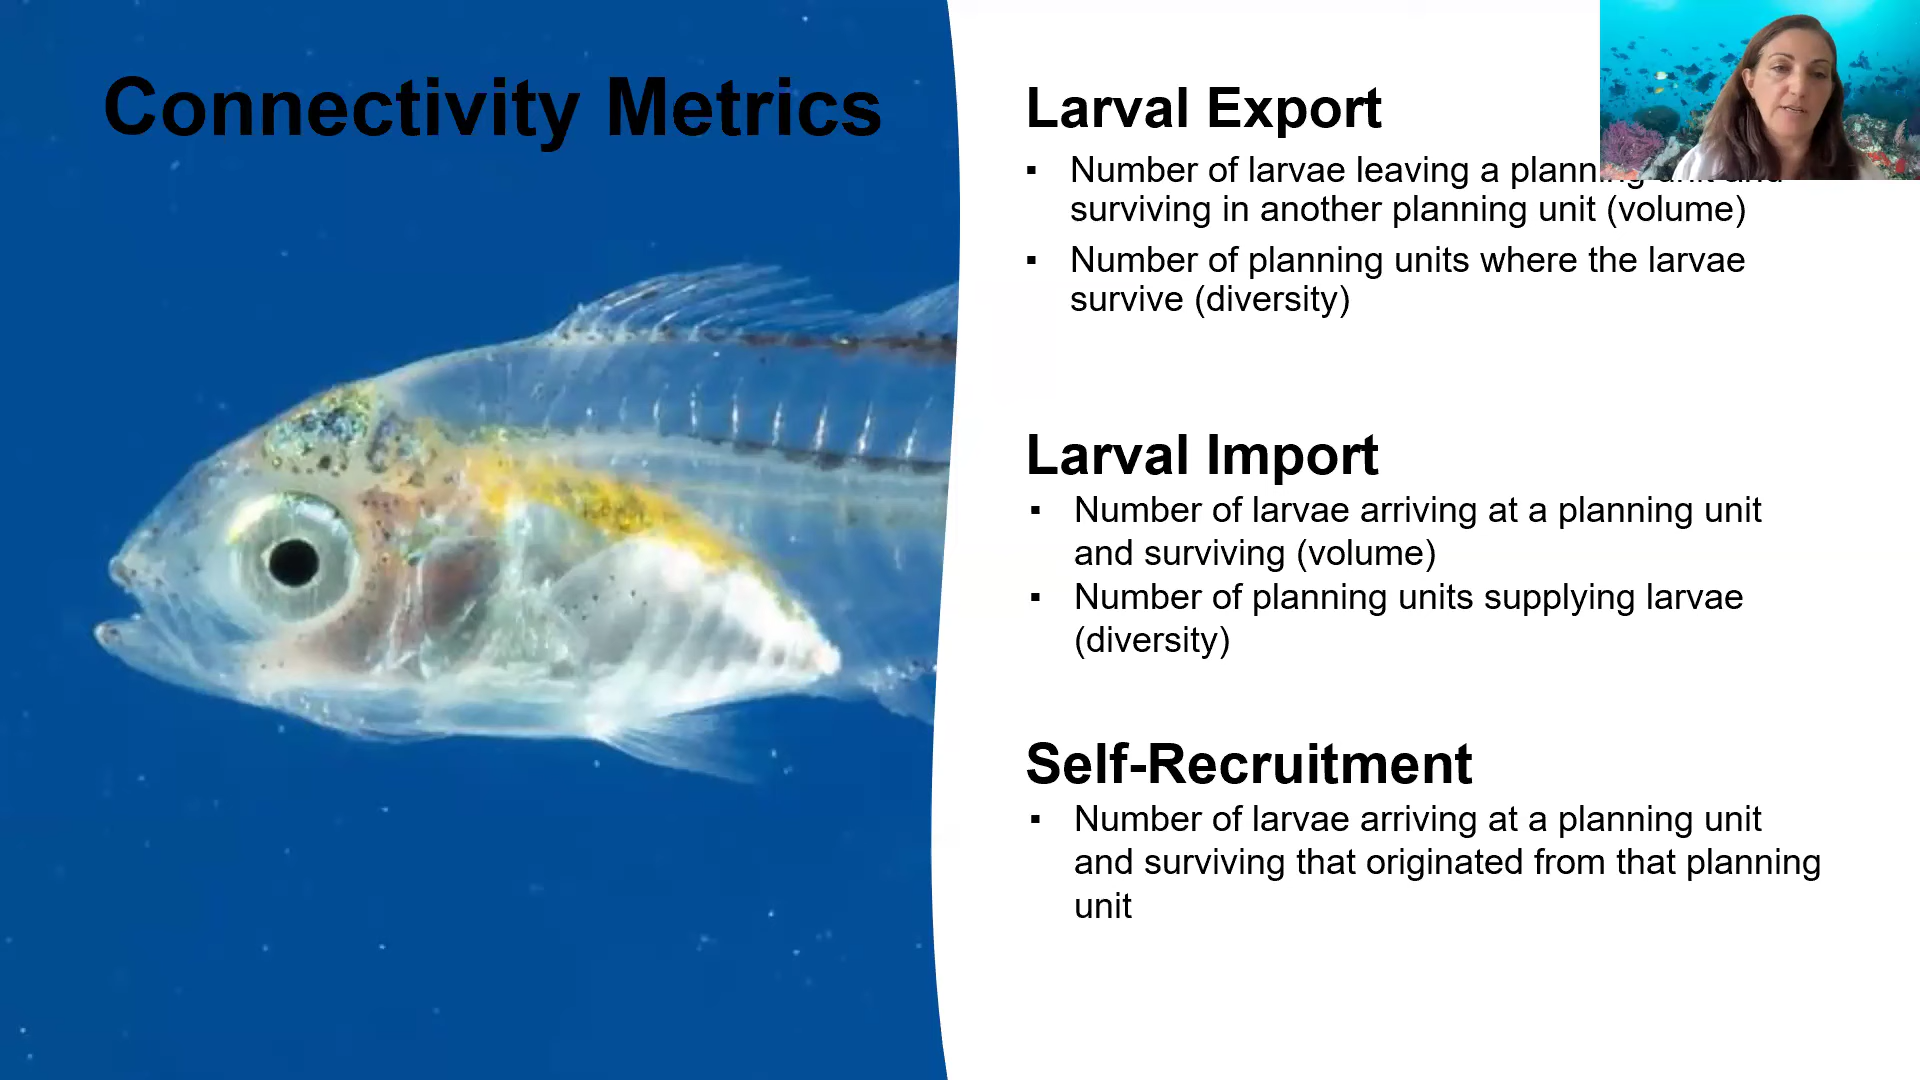 Connectivity Metrics
Larval Export
▪ Number of larvae leaving a planning unit and
surviving in another planning unit (volume)
▪ Number of planning units where the larvae
survive (diversity)
Larval Import
▪ Number of larvae arriving at a planning unit
and surviving (volume)
▪ Number of planning units supplying larvae
(diversity)
Self-Recruitment
▪ Number of larvae arriving at a planning unit
and surviving that originated from that planning
unit